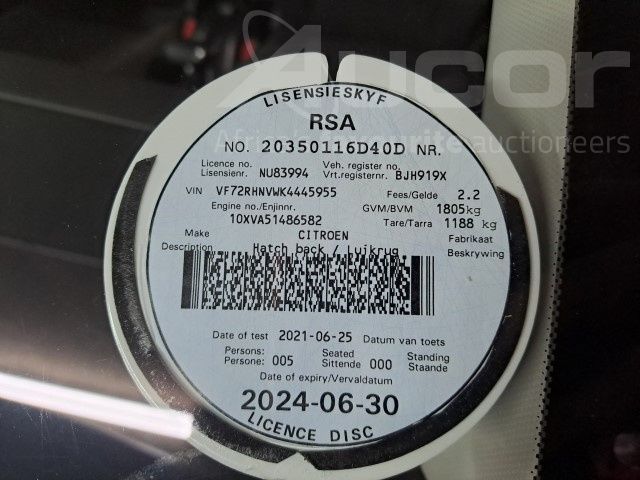 Aucor
Africa's favourite auctioneers
LISENSIESKYF
RSA
NO. 20350116D40D NR.
Licence no. Veh. register no.
Lisensienr. NU83994 Vrt.registernr. BJH919X
VIN VF72RHNVWK4445955 Fees/Gelde 2.2
Engine no./Enjinnr. GVM/BVM 1805kg
10XVA51486582 Tare/Tarra 1188 kg
Make CITROEN Fabrikaat
Description Hatch back / Luikrug Beskrywing
Date of test 2021-06-25 Datum van toets
Persons: Seated Standing
Persone: 005 Sittende 000 Staande
Date of expiry/Vervaldatum
2024-06-30
LICENCE DISC